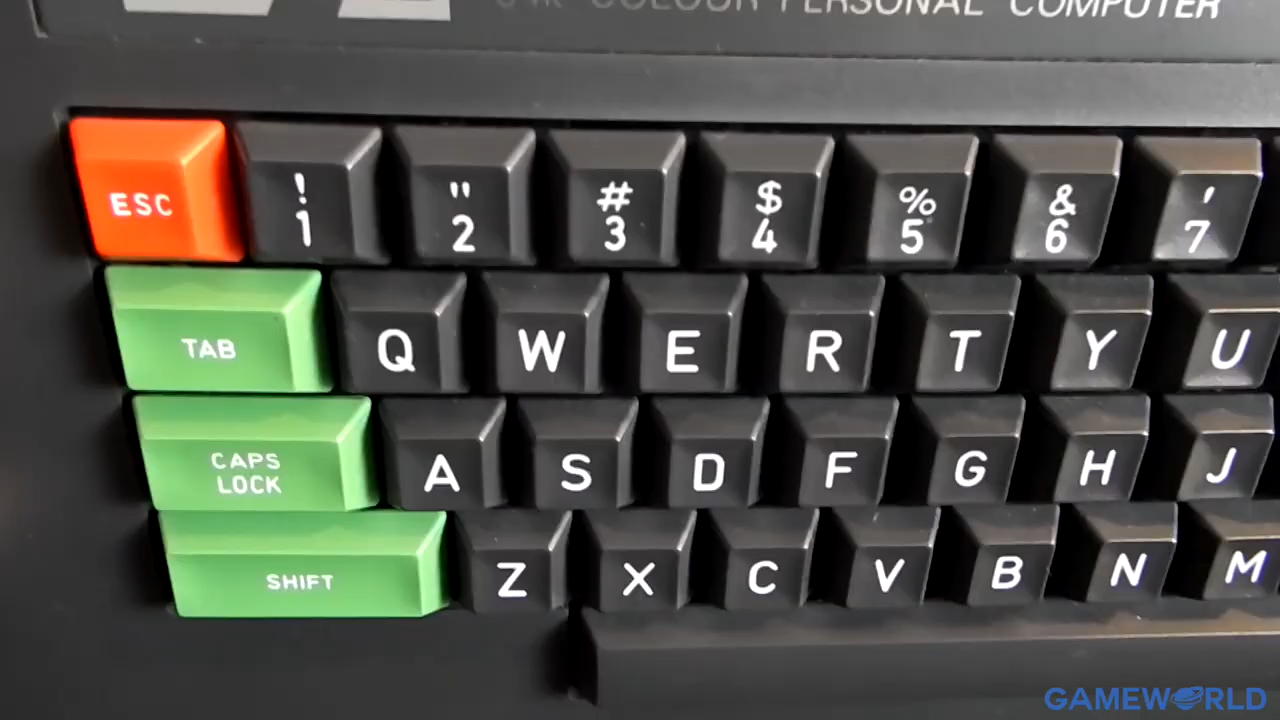 COLOUR PERSONAL COMPUTER
ESC ! 1 " 2 # 3 $ 4 % 5 & 6 ' 7
TAB Q W E R T Y U
CAPS LOCK A S D F G H J
SHIFT Z X C V B N M
GAMEWORLD